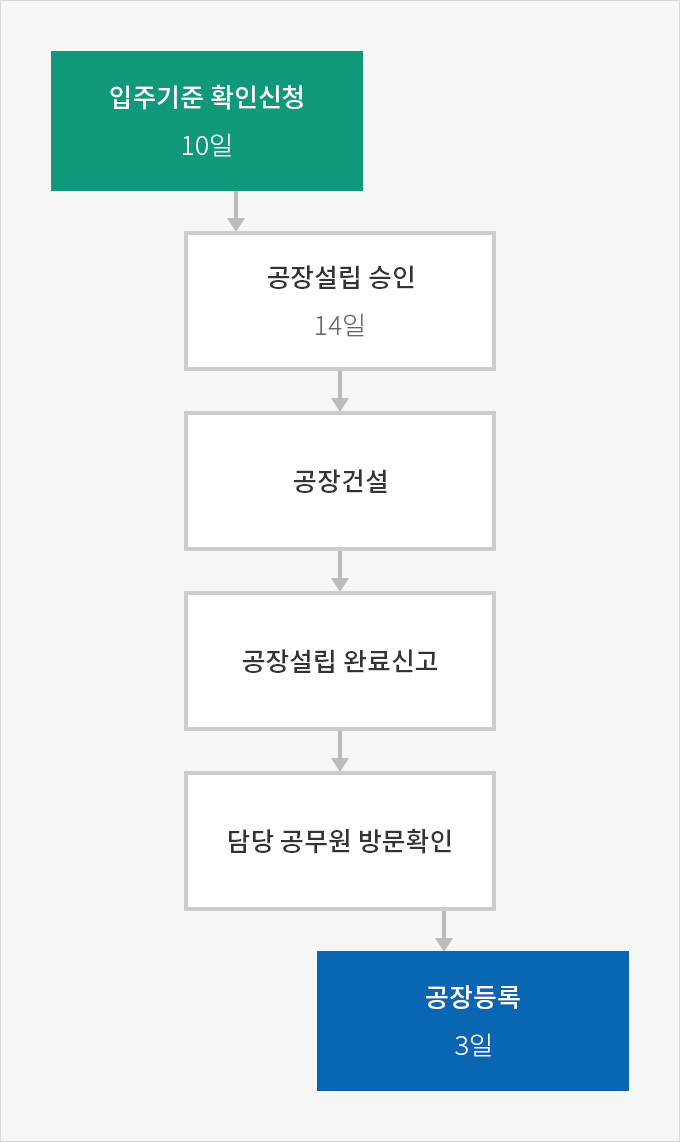 입주기준 확인신청
10일
공장설립 승인
14일
공장건설
공장설립 완료신고
담당 공무원 방문확인
공장등록
3일